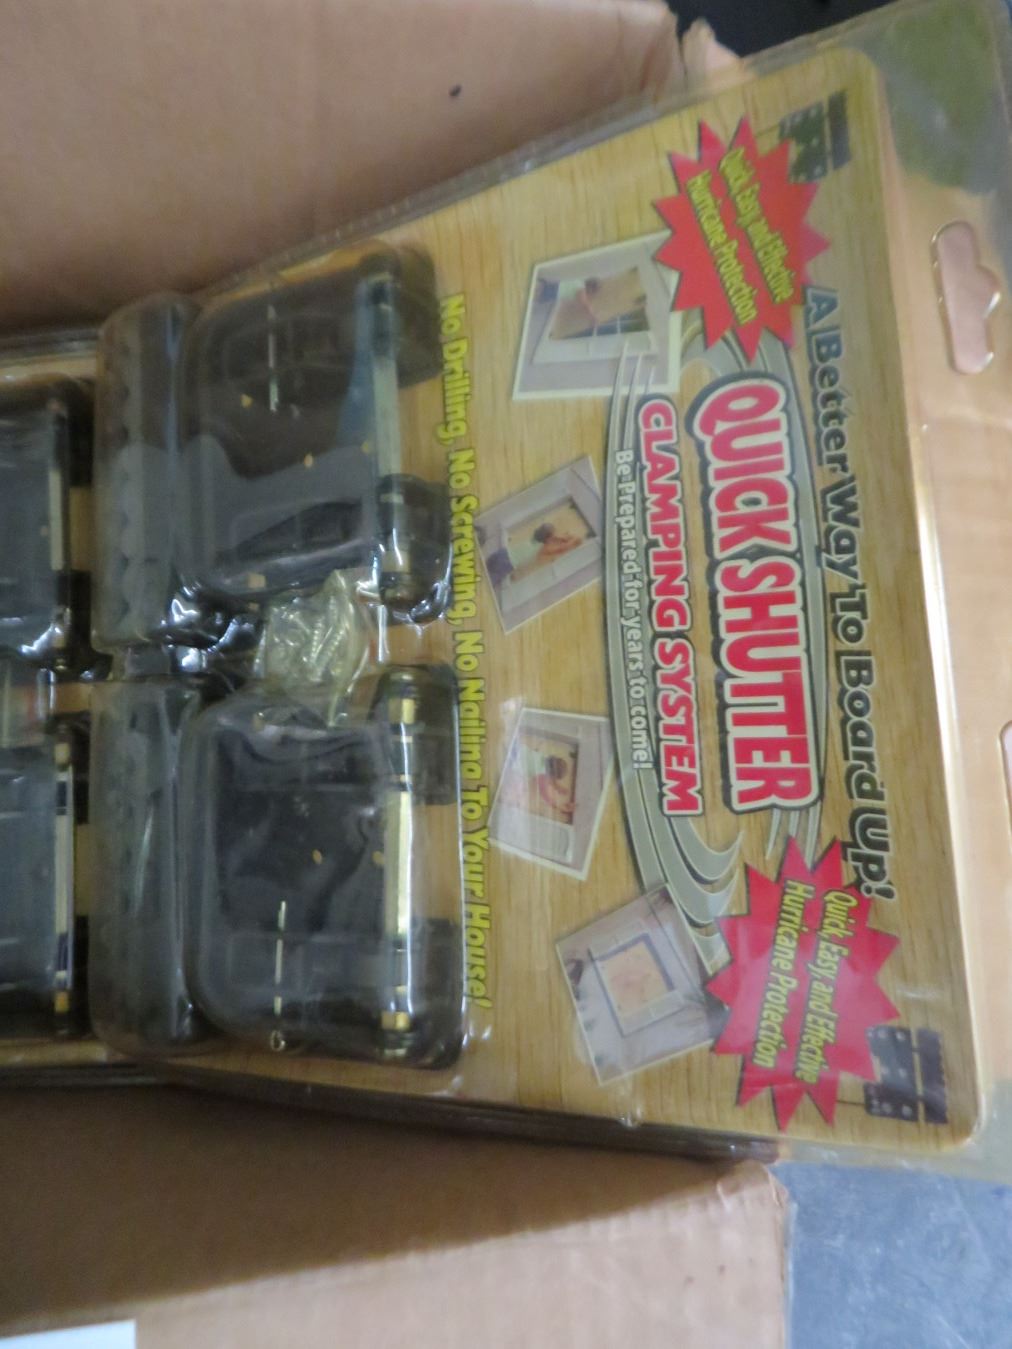 A Better Way To Board Up!
Quick, Easy, and Effective
Hurricane Protection
QUICK SHUTTER
CLAMPING SYSTEM
Be Prepared for years to come!
Quick, Easy, and Effective
Hurricane Protection
No Drilling, No Screwing, No Nailing To Your House!